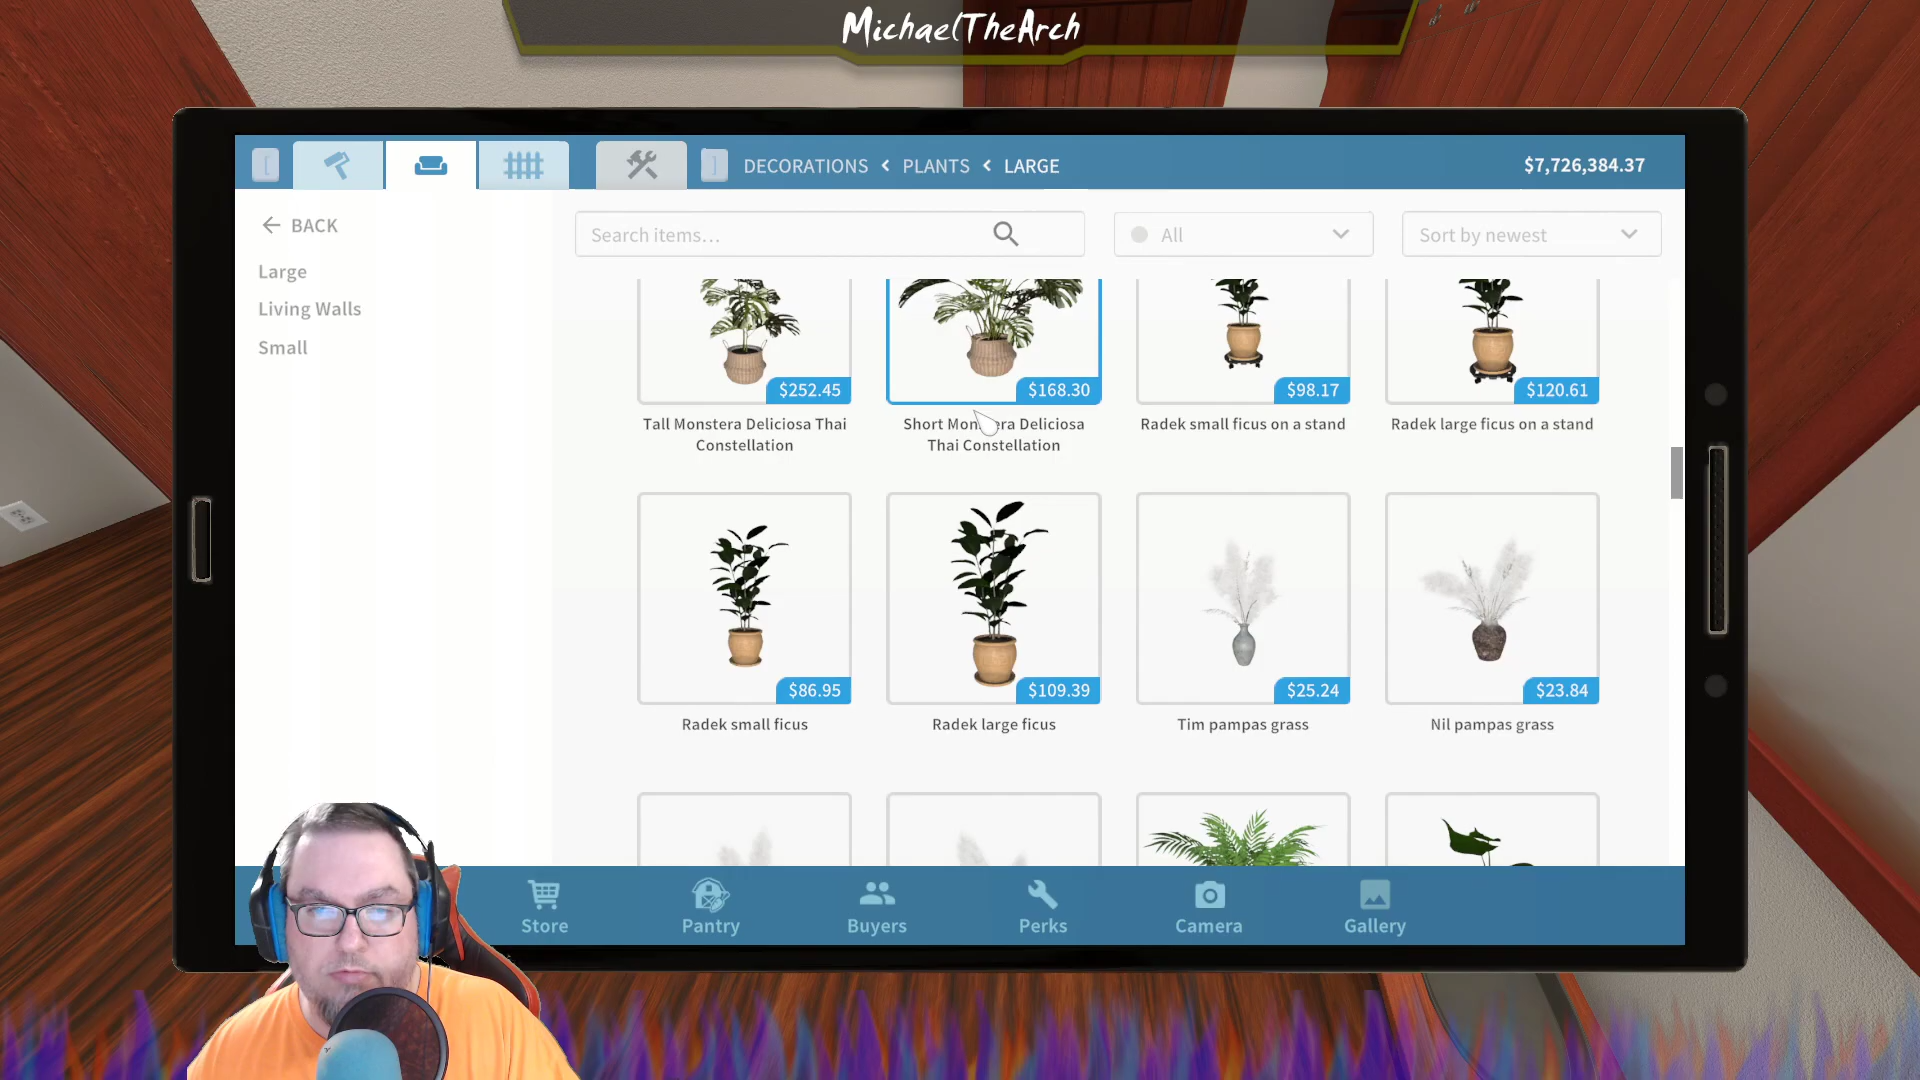 MichaelTheArch
[
]
DECORATIONS < PLANTS < LARGE
$7,726,384.37
BACK
Large
Living Walls
Small
Search items...
All
Sort by newest
$252.45
$168.30
$98.17
$120.61
Tall Monstera Deliciosa Thai
Constellation
Short Monstera Deliciosa
Thai Constellation
Radek small ficus on a stand
Radek large ficus on a stand
$86.95
$109.39
$25.24
$23.84
Radek small ficus
Radek large ficus
Tim pampas grass
Nil pampas grass
Store
Pantry
Buyers
Perks
Camera
Gallery